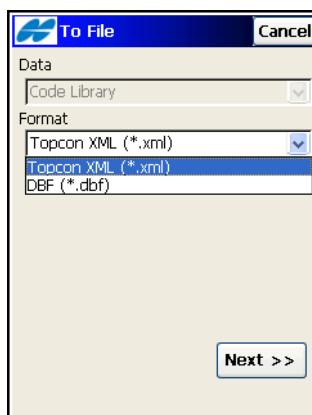 To File Cancel
Data
Code Library
Format
Topcon XML (*.xml)
Topcon XML (*.xml)
DBF (*.dbf)
Next >>